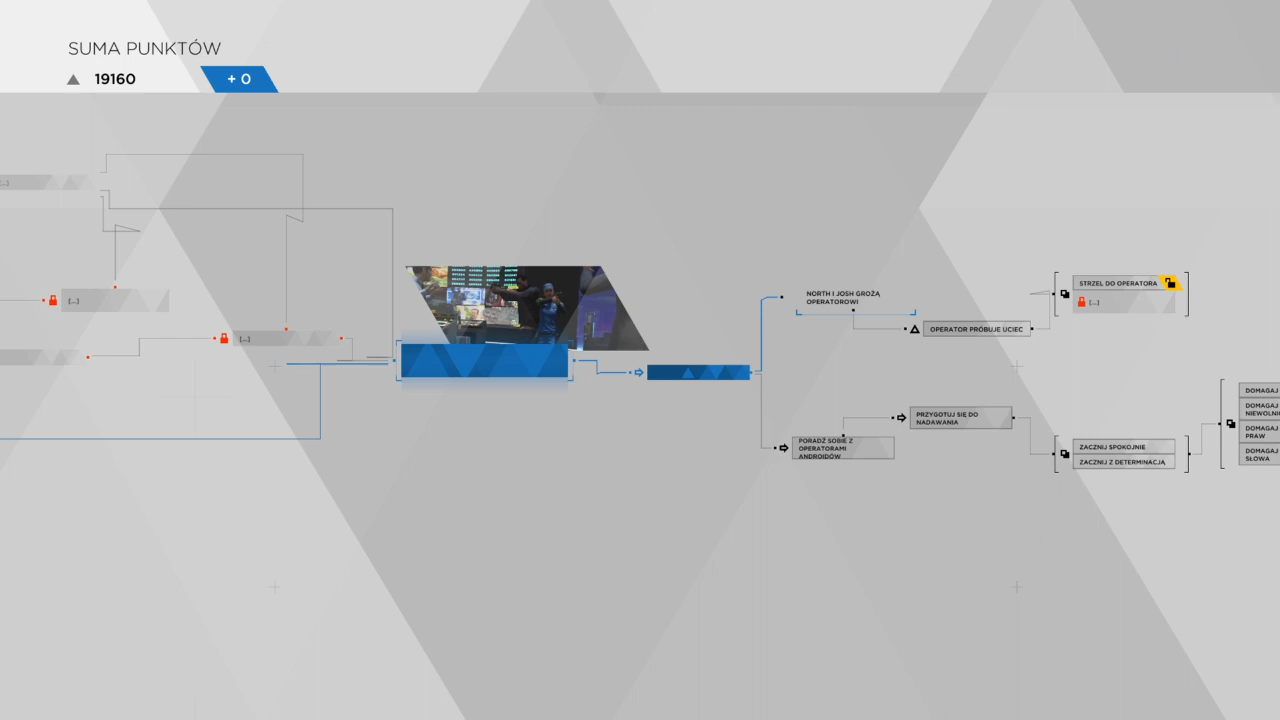 SUMA PUNKTÓW
19160
+ 0
[...]
[...]
[...]
NORTH I JOSH GROŻĄ
OPERATOROWI
OPERATOR PRÓBUJE UCIEC
STRZEL DO OPERATORA
[...]
PORADŹ SOBIE Z
OPERATORAMI
ANDROIDÓW
PRZYGOTUJ SIĘ DO
NADAWANIA
ZACZNIJ SPOKOJNIE
ZACZNIJ Z DETERMINACJĄ
DOMAGAJ
DOMAGAJ
NIEWOLNI
DOMAGAJ
PRAW
DOMAGAJ
SŁOWA